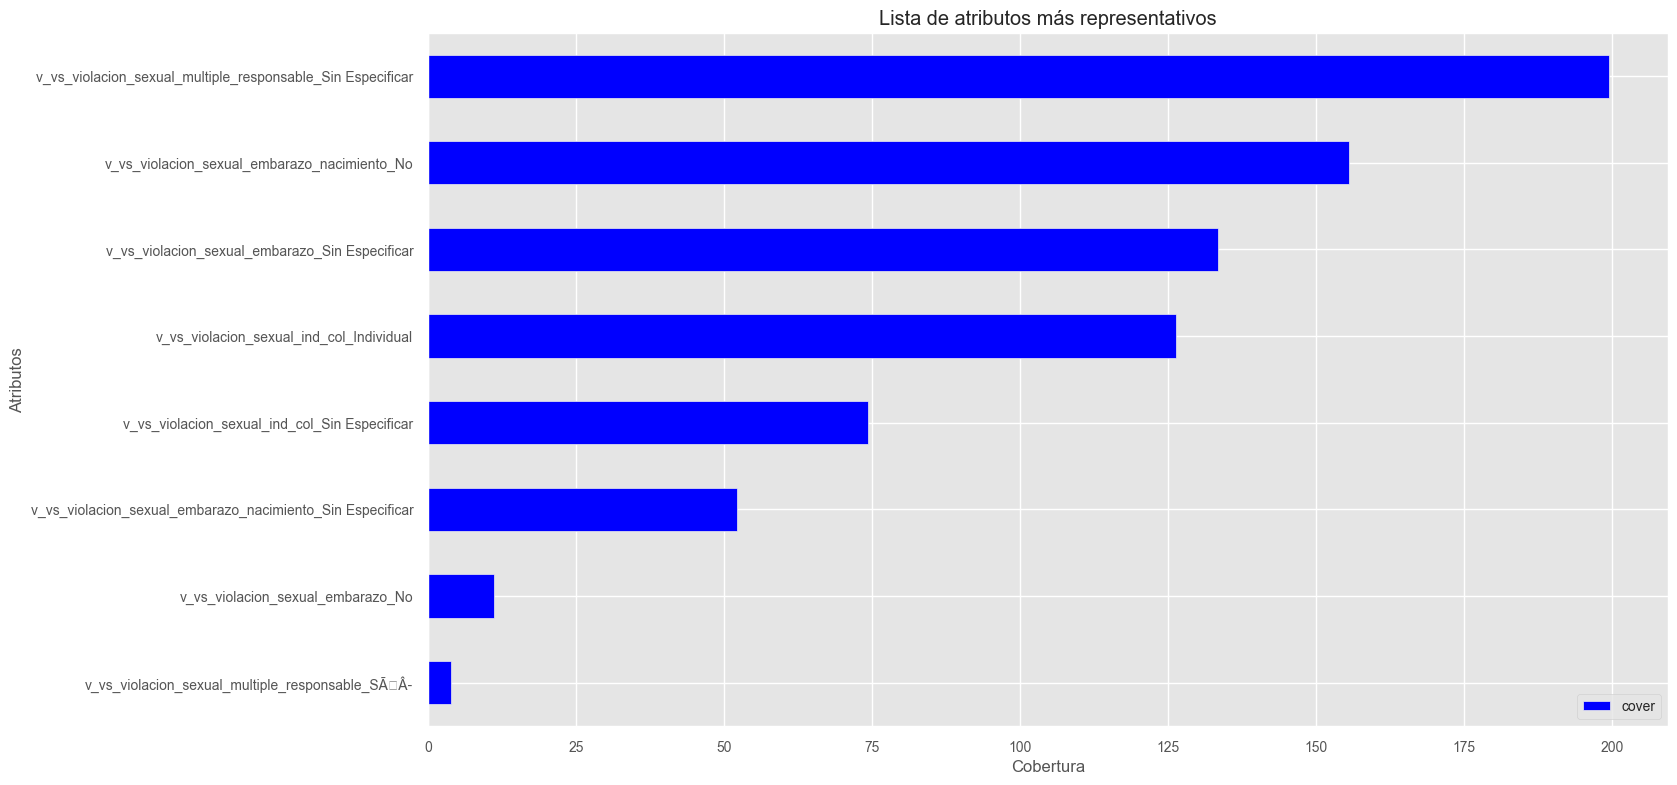 Lista de atributos más representativos
Atributos
v_vs_violacion_sexual_multiple_responsable_Sin Especificar
v_vs_violacion_sexual_embarazo_nacimiento_No
v_vs_violacion_sexual_embarazo_Sin Especificar
v_vs_violacion_sexual_ind_col_Individual
v_vs_violacion_sexual_ind_col_Sin Especificar
v_vs_violacion_sexual_embarazo_nacimiento_Sin Especificar
v_vs_violacion_sexual_embarazo_No
v_vs_violacion_sexual_multiple_responsable_SÃ□Â-
cover
0 25 50 75 100 125 150 175 200
Cobertura